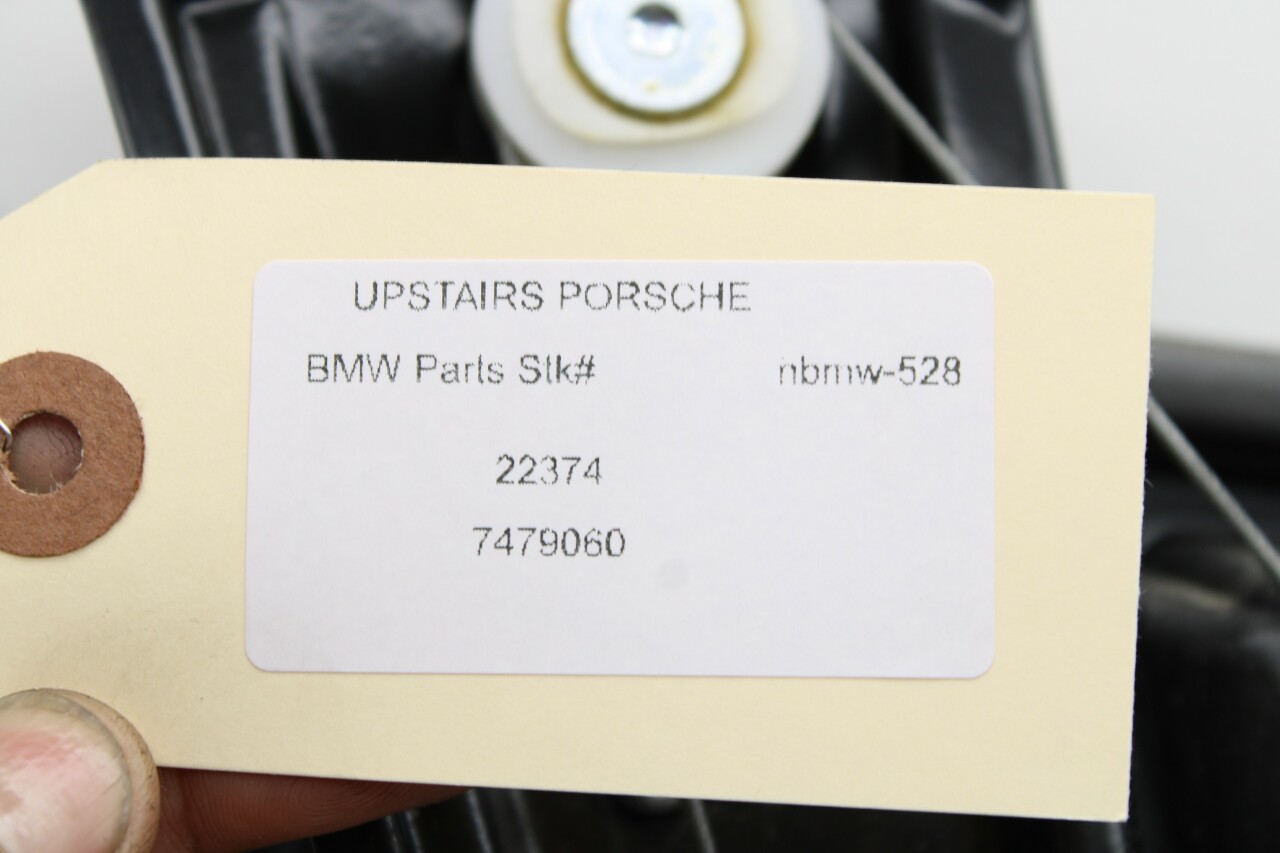 UPSTAIRS PORSCHE
BMW Parts Stk# nbmw-528
22374
7479060